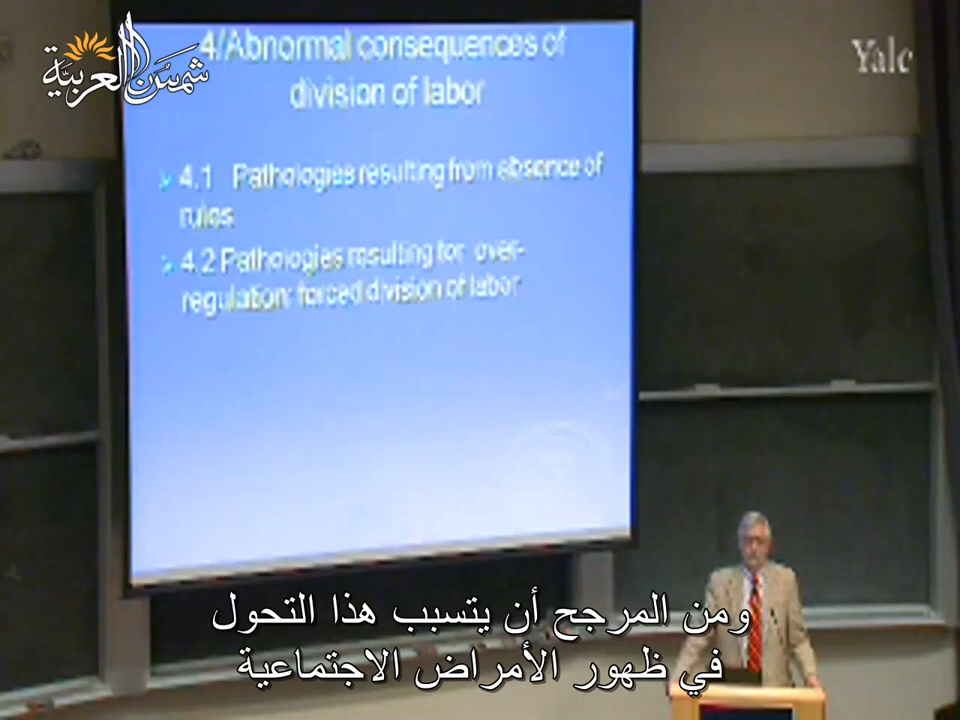 شمس العربية
Yale
4/Abnormal consequences of
division of labor
4.1 Pathologies resulting from absence of
rules
4.2 Pathologies resulting for over-
regulation: forced division of labor
ومن المرجح أن يتسبب هذا التحول
في ظهور الأمراض الاجتماعية